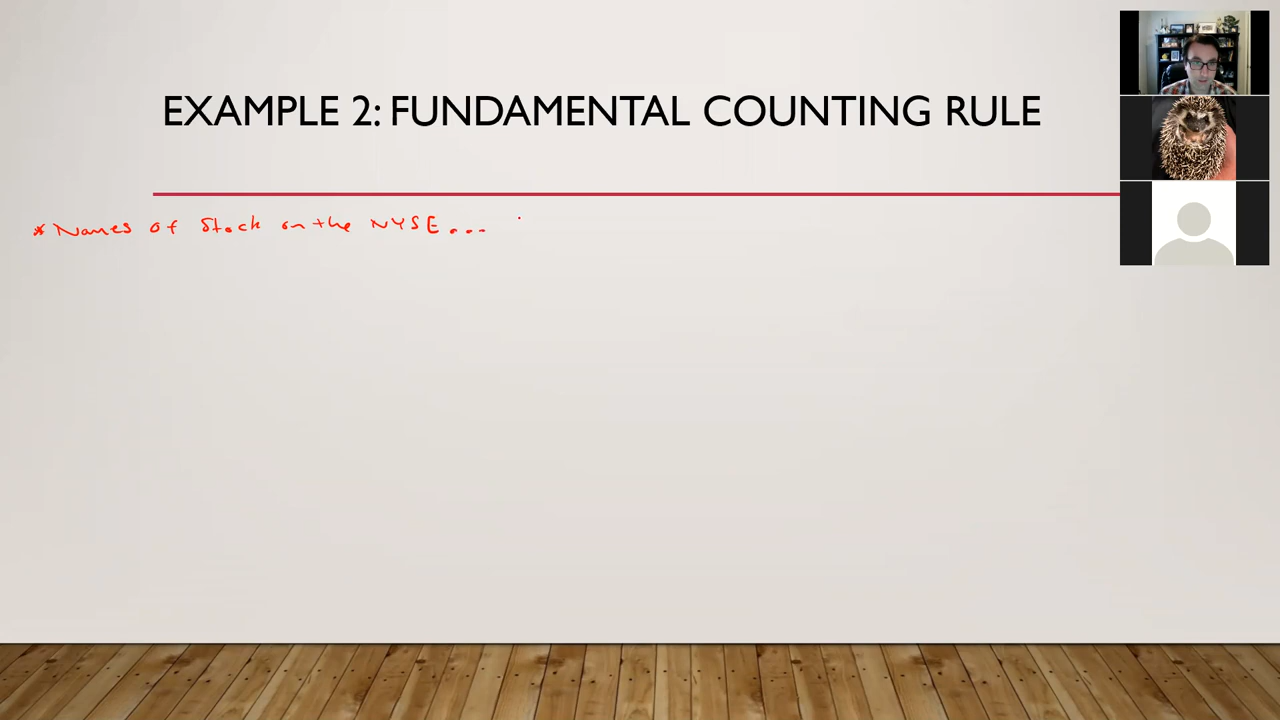 EXAMPLE 2: FUNDAMENTAL COUNTING RULE
* Names of Stock on the NYSE...